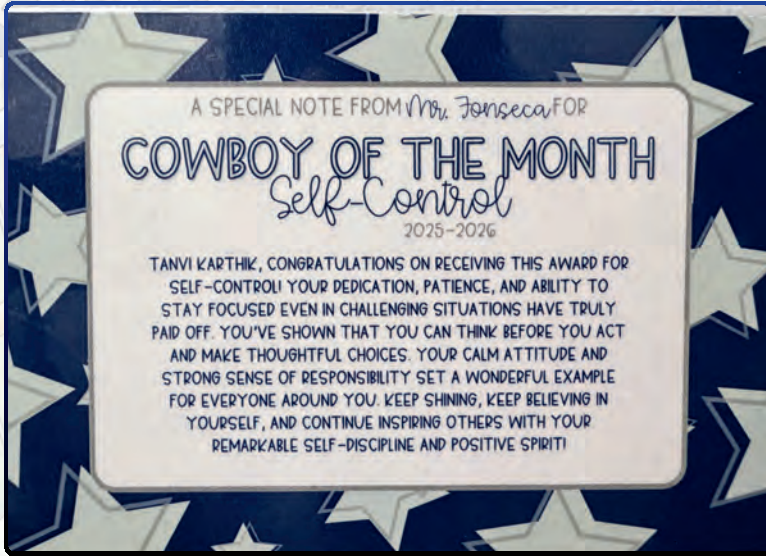 A SPECIAL NOTE FROM Mr. Fonseca FOR
COWBOY OF THE MONTH
Self-Control
2025-2026
TANVI KARTHIK, CONGRATULATIONS ON RECEIVING THIS AWARD FOR
SELF-CONTROL! YOUR DEDICATION, PATIENCE, AND ABILITY TO
STAY FOCUSED EVEN IN CHALLENGING SITUATIONS HAVE TRULY
PAID OFF. YOU'VE SHOWN THAT YOU CAN THINK BEFORE YOU ACT
AND MAKE THOUGHTFUL CHOICES. YOUR CALM ATTITUDE AND
STRONG SENSE OF RESPONSIBILITY SET A WONDERFUL EXAMPLE
FOR EVERYONE AROUND YOU. KEEP SHINING, KEEP BELIEVING IN
YOURSELF, AND CONTINUE INSPIRING OTHERS WITH YOUR
REMARKABLE SELF-DISCIPLINE AND POSITIVE SPIRIT!